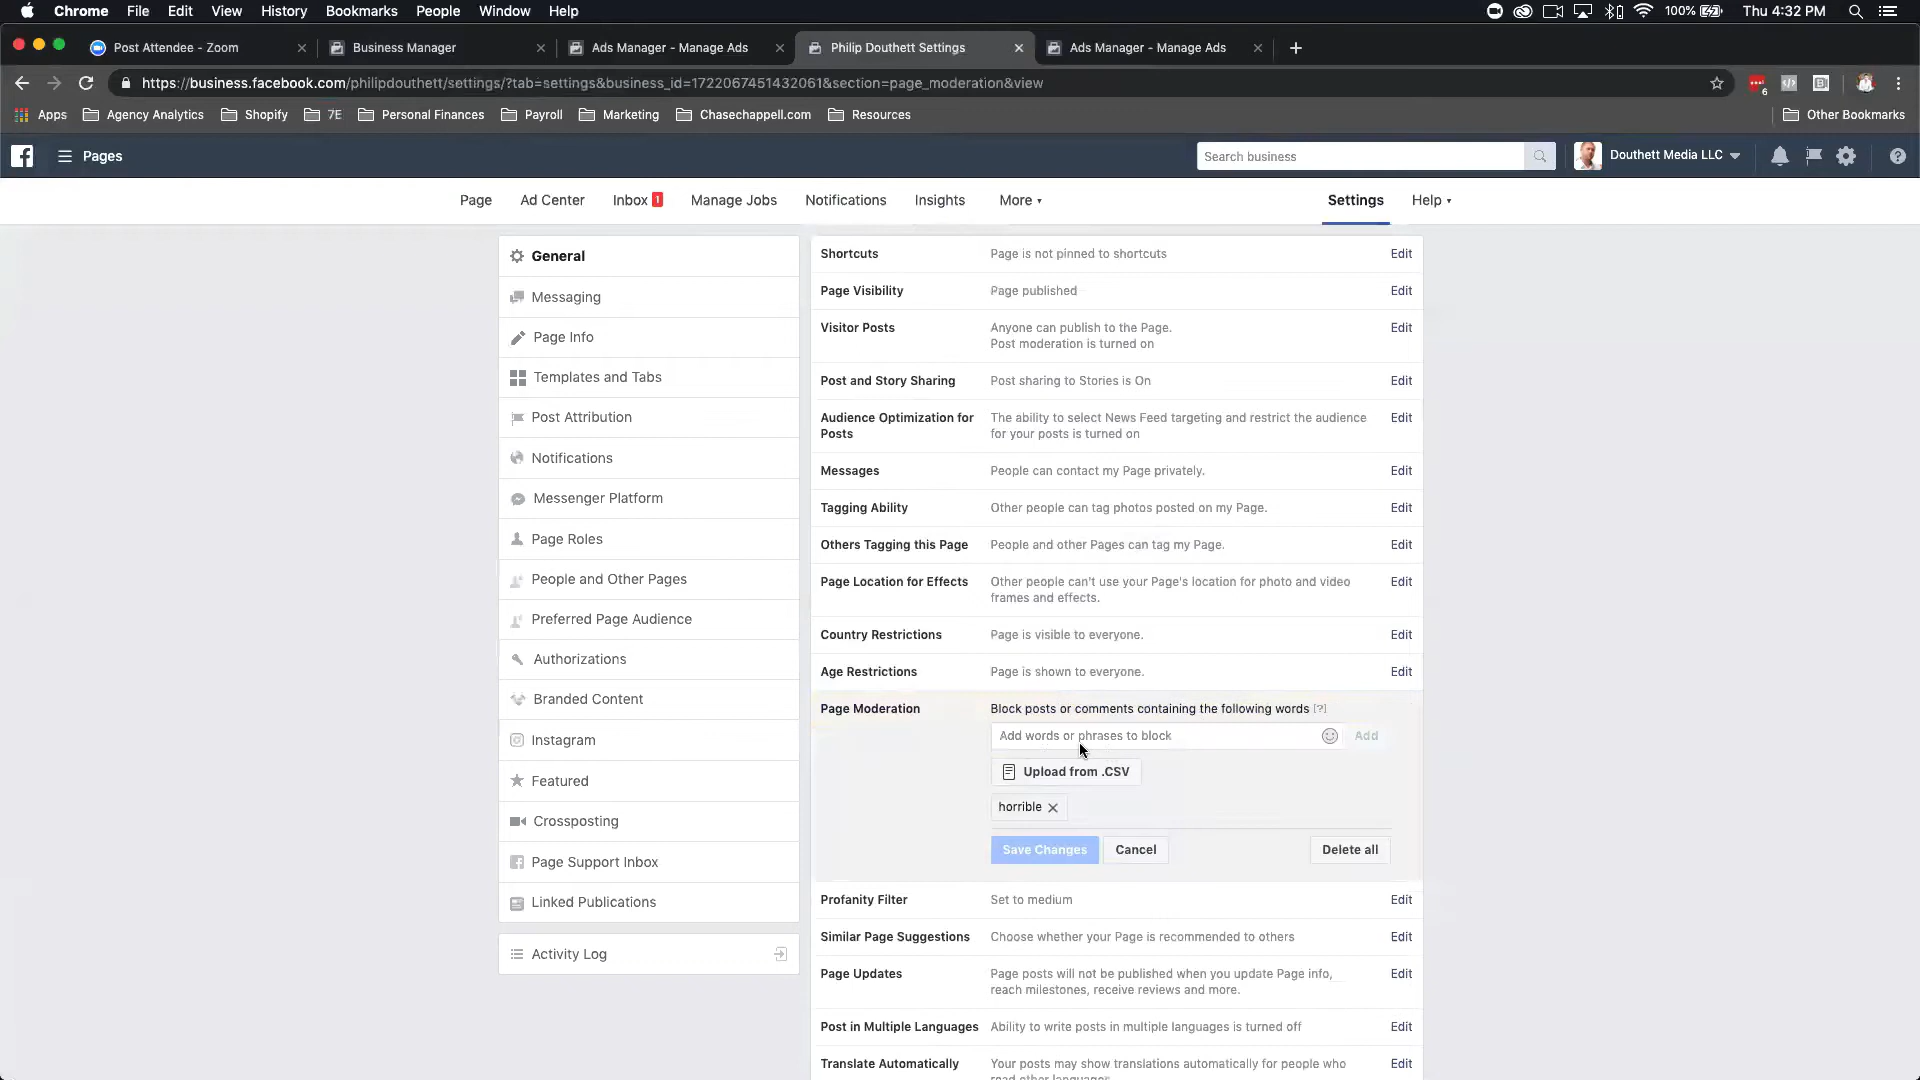 Chrome File Edit View History Bookmarks People Window Help 100% Thu 4:32 PM
Post Attendee - Zoom Business Manager Ads Manager - Manage Ads Philip Douthett Settings Ads Manager - Manage Ads
https://business.facebook.com/philipdouthett/settings/?tab=settings&business_id=1722067451432061&section=page_moderation&view
6
Apps Agency Analytics Shopify 7E Personal Finances Payroll Marketing Chasechappell.com Resources Other Bookmarks
Pages Search business Douthett Media LLC
Page Ad Center Inbox 1 Manage Jobs Notifications Insights More Settings Help
General
Messaging
Page Info
Templates and Tabs
Post Attribution
Notifications
Messenger Platform
Page Roles
People and Other Pages
Preferred Page Audience
Authorizations
Branded Content
Instagram
Featured
Crossposting
Page Support Inbox
Linked Publications
Activity Log
Shortcuts Page is not pinned to shortcuts Edit
Page Visibility Page published Edit
Visitor Posts Anyone can publish to the Page. Edit
Post moderation is turned on
Post and Story Sharing Post sharing to Stories is On Edit
Audience Optimization for The ability to select News Feed targeting and restrict the audience Edit
Posts for your posts is turned on
Messages People can contact my Page privately. Edit
Tagging Ability Other people can tag photos posted on my Page. Edit
Others Tagging this Page People and other Pages can tag my Page. Edit
Page Location for Effects Other people can't use your Page's location for photo and video Edit
frames and effects.
Country Restrictions Page is visible to everyone. Edit
Age Restrictions Page is shown to everyone. Edit
Page Moderation Block posts or comments containing the following words [?]
Add words or phrases to block Add
Upload from .CSV
horrible
Save Changes Cancel Delete all
Profanity Filter Set to medium Edit
Similar Page Suggestions Choose whether your Page is recommended to others Edit
Page Updates Page posts will not be published when you update Page info, Edit
reach milestones, receive reviews and more.
Post in Multiple Languages Ability to write posts in multiple languages is turned off Edit
Translate Automatically Your posts may show translations automatically for people who Edit
read other languages.